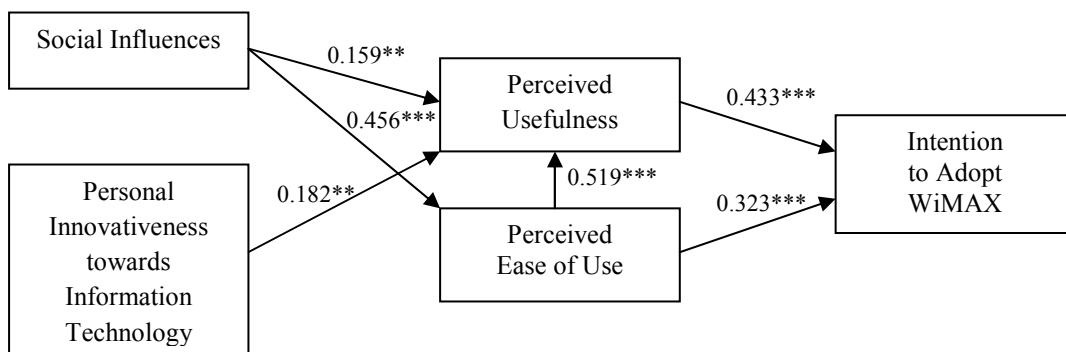 Social Influences
0.159**
0.456***
Perceived
Usefulness
0.433***
Intention
to Adopt
WiMAX
Personal
Innovativeness
towards
Information
Technology
0.182**
0.519***
Perceived
Ease of Use
0.323***